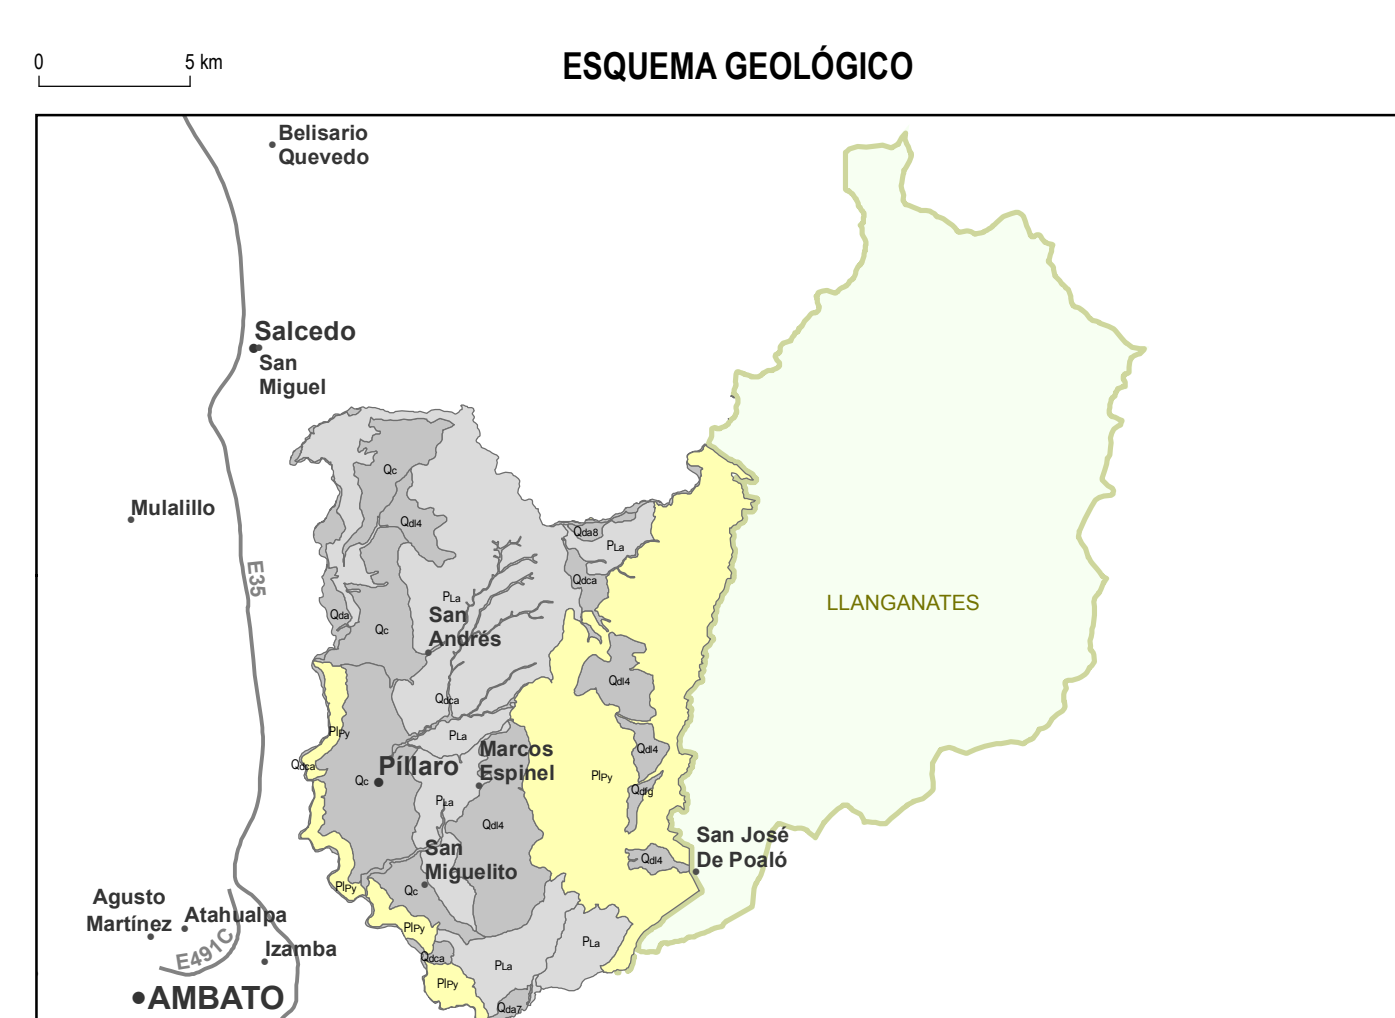 0 5 km
ESQUEMA GEOLÓGICO
Belisario
Quevedo
Salcedo
San
Miguel
Qc
Mulalillo
Qdl4
Qda8
PLa
E35
Qdca
PLa
LLANGANATES
Qda
San
Andrés
Qc
Qdl4
Qdca
PlPy
PLa
Marcos
Espinel
Qdl4
Qdca
Píllaro
Qc
PlPy
Qdfg
PLa
Qdl4
San José
De Poaló
San
Miguelito
Qdl4
PlPy
Qc
Agusto
Martínez
Atahualpa
PlPy
E491C
Izamba
PLa
Qdca
PLa
PlPy
AMBATO
Qda7